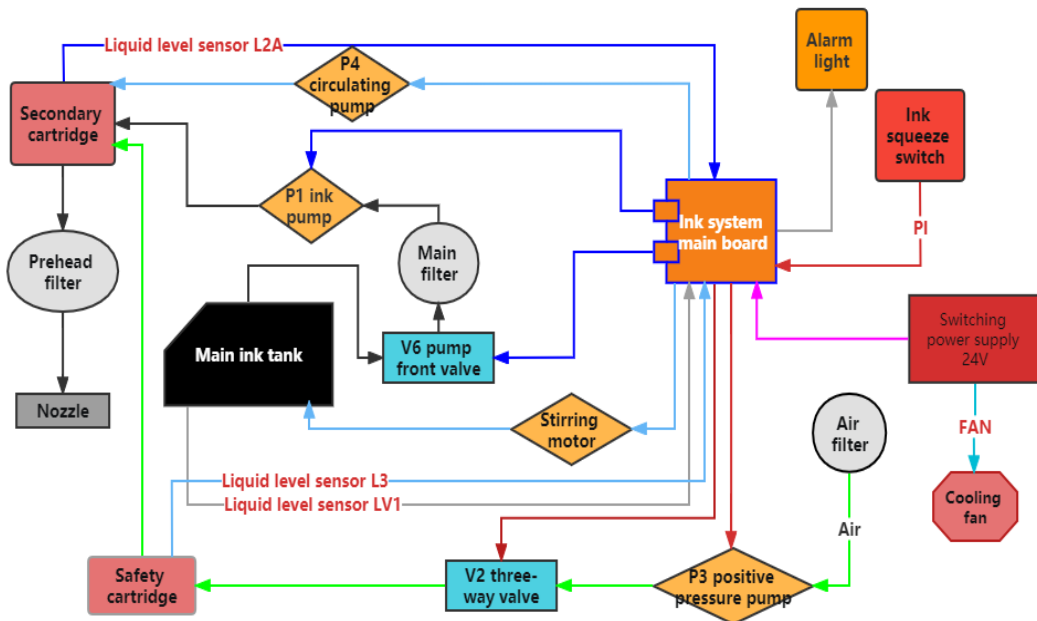 Liquid level sensor L2A
P4
circulating
pump
Alarm
light
Secondary
cartridge
Ink
squeeze
switch
P1 ink
pump
Ink system
main board
PI
Main
filter
Prehead
filter
Main ink tank
V6 pump
front valve
Switching
power supply
24V
Nozzle
Stirring
motor
Air
filter
FAN
Liquid level sensor L3
Liquid level sensor LV1
Cooling
fan
Air
Safety
cartridge
V2 three-
way valve
P3 positive
pressure pump